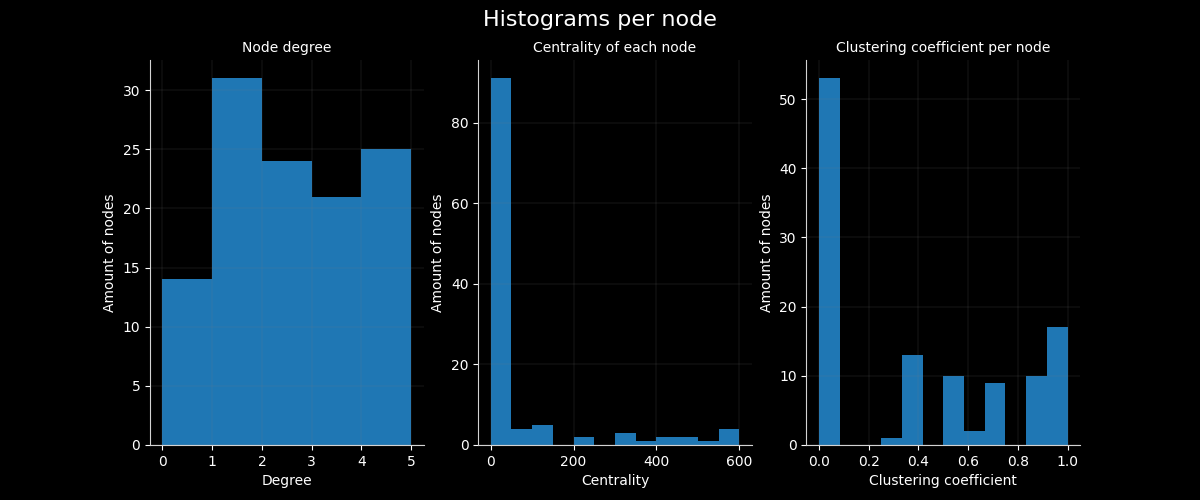 Histograms per node
Node degree
Amount of nodes
30
25
20
15
10
5
0
0 1 2 3 4 5
Degree
Centrality of each node
Amount of nodes
80
60
40
20
0
0 200 400 600
Centrality
Clustering coefficient per node
Amount of nodes
50
40
30
20
10
0
0.0 0.2 0.4 0.6 0.8 1.0
Clustering coefficient